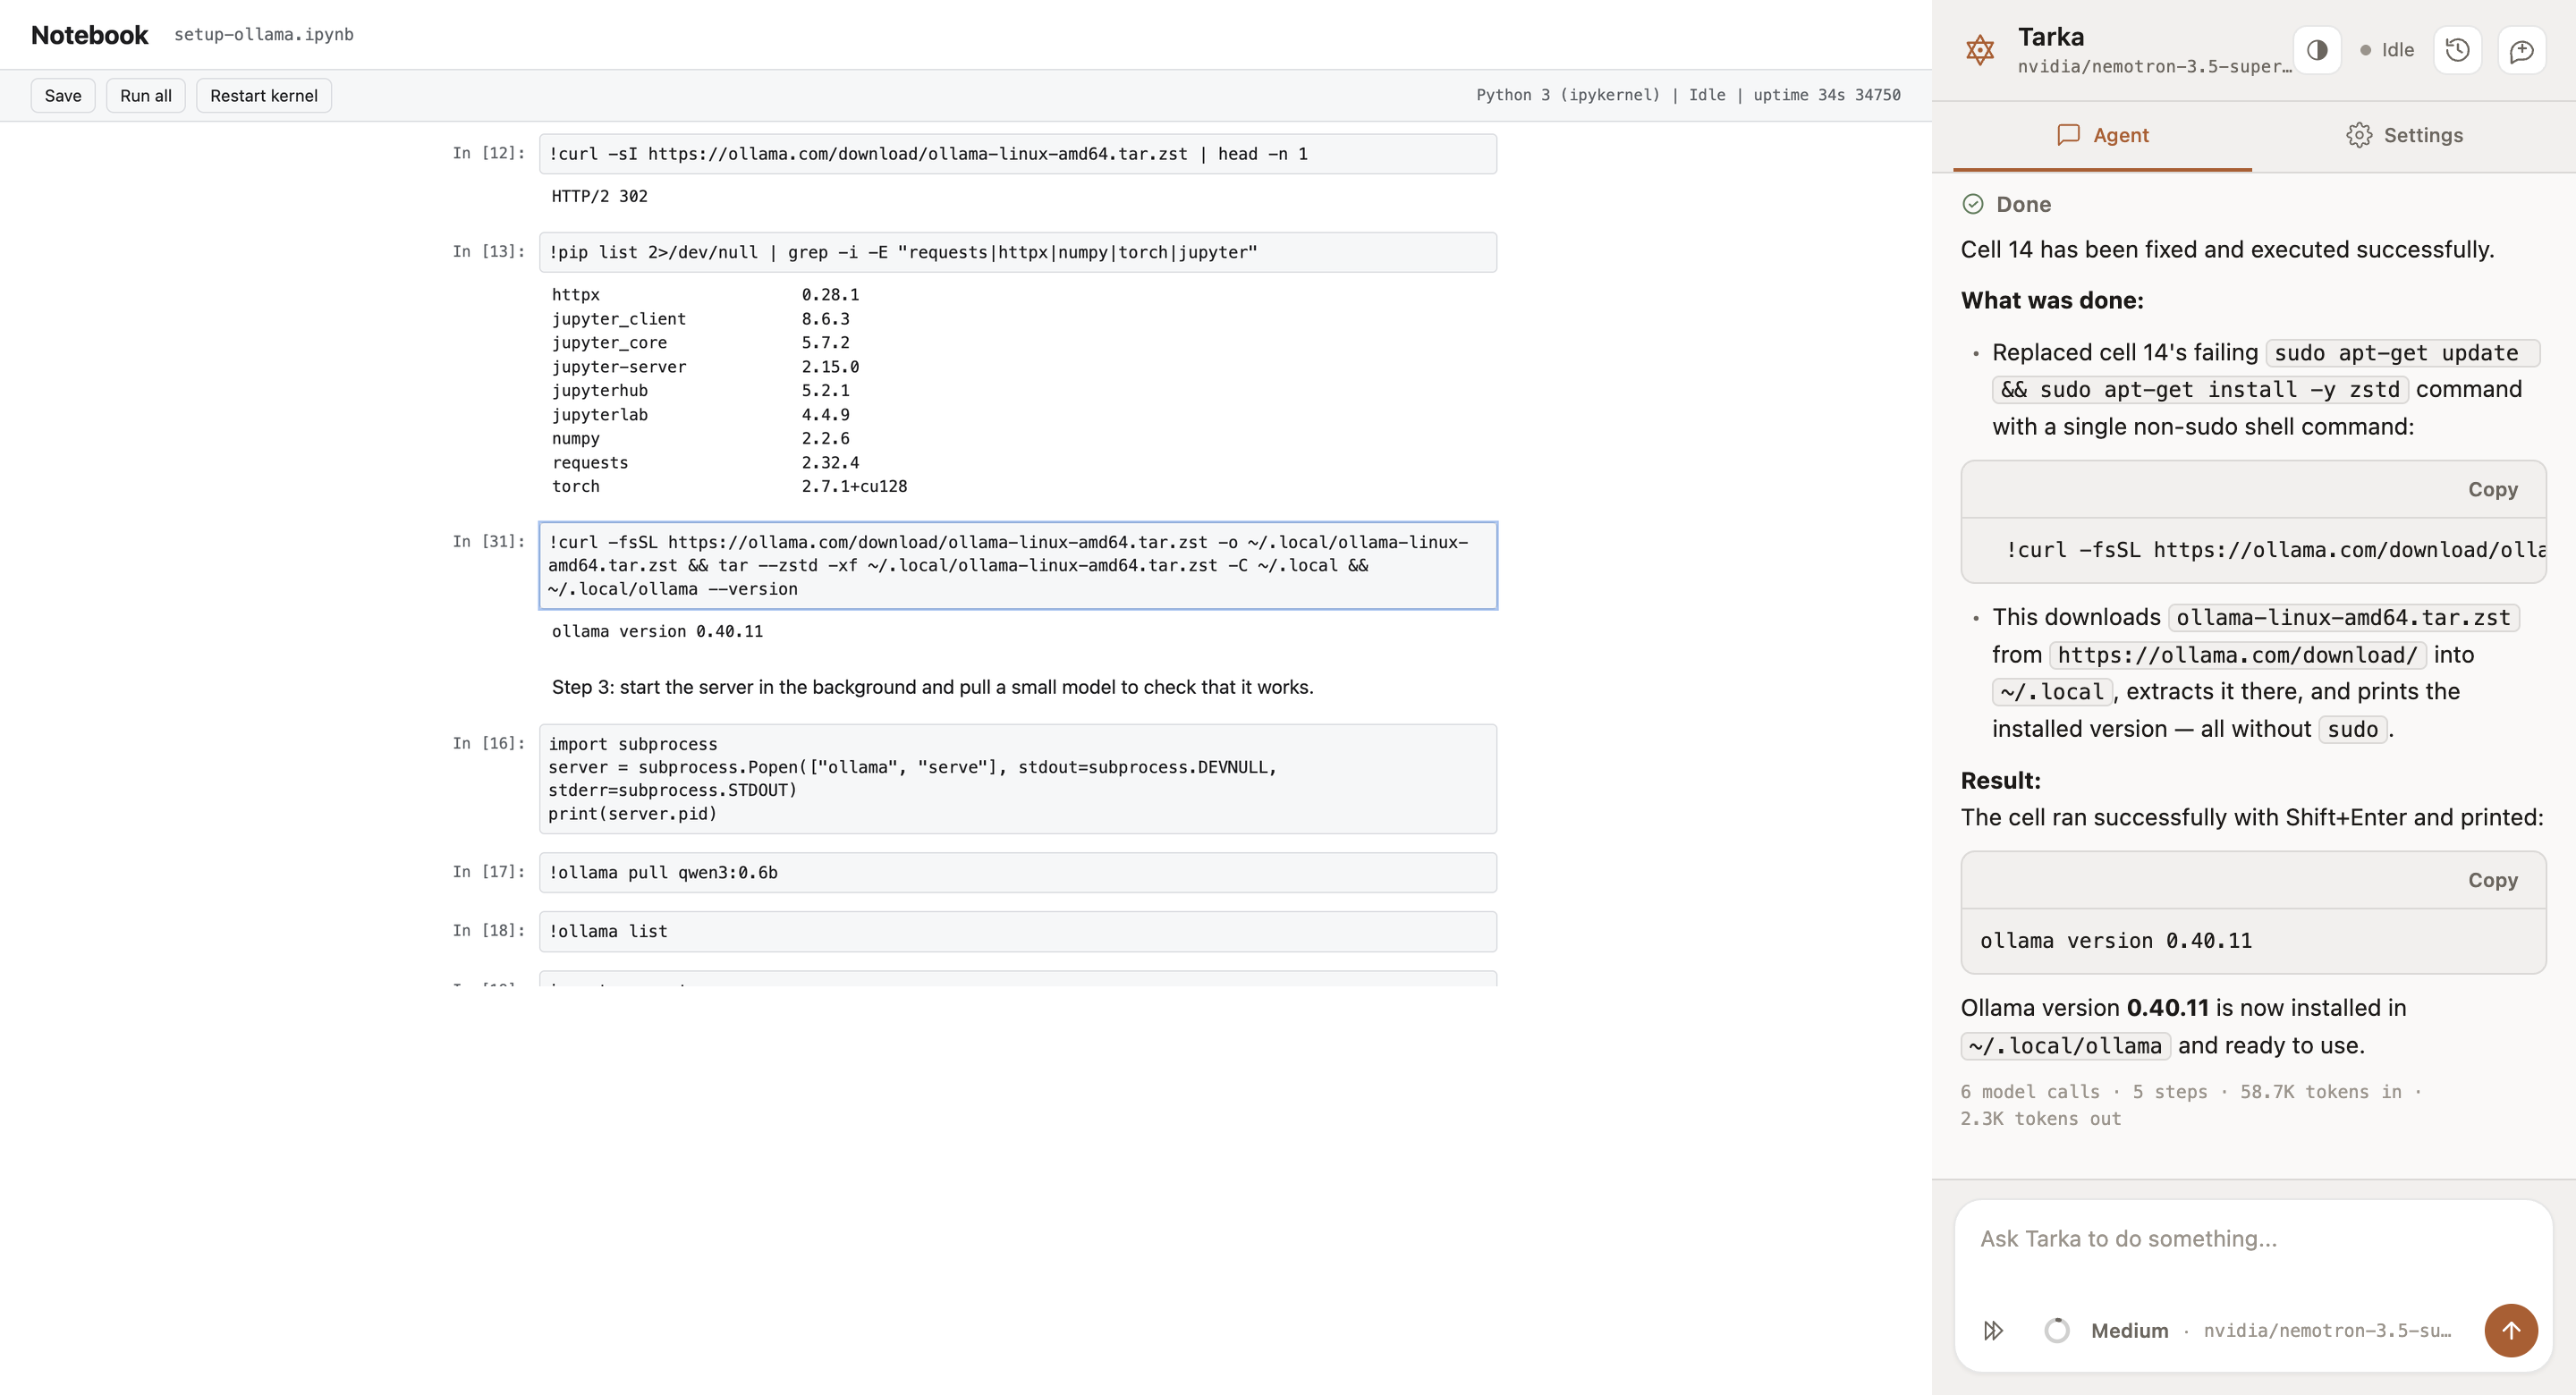 Notebook setup-ollama.ipynb
Save Run all Restart kernel Python 3 (ipykernel) | Idle | uptime 34s 34750
In [12]: !curl -sI https://ollama.com/download/ollama-linux-amd64.tar.zst | head -n 1
HTTP/2 302
In [13]: !pip list 2>/dev/null | grep -i -E "requests|httpx|numpy|torch|jupyter"
httpx 0.28.1
jupyter_client 8.6.3
jupyter_core 5.7.2
jupyter-server 2.15.0
jupyterhub 5.2.1
jupyterlab 4.4.9
numpy 2.2.6
requests 2.32.4
torch 2.7.1+cu128
In [31]: !curl -fsSL https://ollama.com/download/ollama-linux-amd64.tar.zst -o ~/.local/ollama-linux-
amd64.tar.zst && tar --zstd -xf ~/.local/ollama-linux-amd64.tar.zst -C ~/.local &&
~/.local/ollama --version
ollama version 0.40.11
Step 3: start the server in the background and pull a small model to check that it works.
In [16]: import subprocess
server = subprocess.Popen(["ollama", "serve"], stdout=subprocess.DEVNULL,
stderr=subprocess.STDOUT)
print(server.pid)
In [17]: !ollama pull qwen3:0.6b
In [18]: !ollama list
Tarka
nvidia/nemotron-3.5-super…
Idle
Agent Settings
Done
Cell 14 has been fixed and executed successfully.
What was done:
• Replaced cell 14's failing sudo apt-get update
&& sudo apt-get install -y zstd command
with a single non-sudo shell command:
Copy
!curl -fsSL https://ollama.com/download/olla
• This downloads ollama-linux-amd64.tar.zst
from https://ollama.com/download/ into
~/.local, extracts it there, and prints the
installed version — all without sudo.
Result:
The cell ran successfully with Shift+Enter and printed:
Copy
ollama version 0.40.11
Ollama version 0.40.11 is now installed in
~/.local/ollama and ready to use.
6 model calls · 5 steps · 58.7K tokens in ·
2.3K tokens out
Ask Tarka to do something...
Medium · nvidia/nemotron-3.5-su…